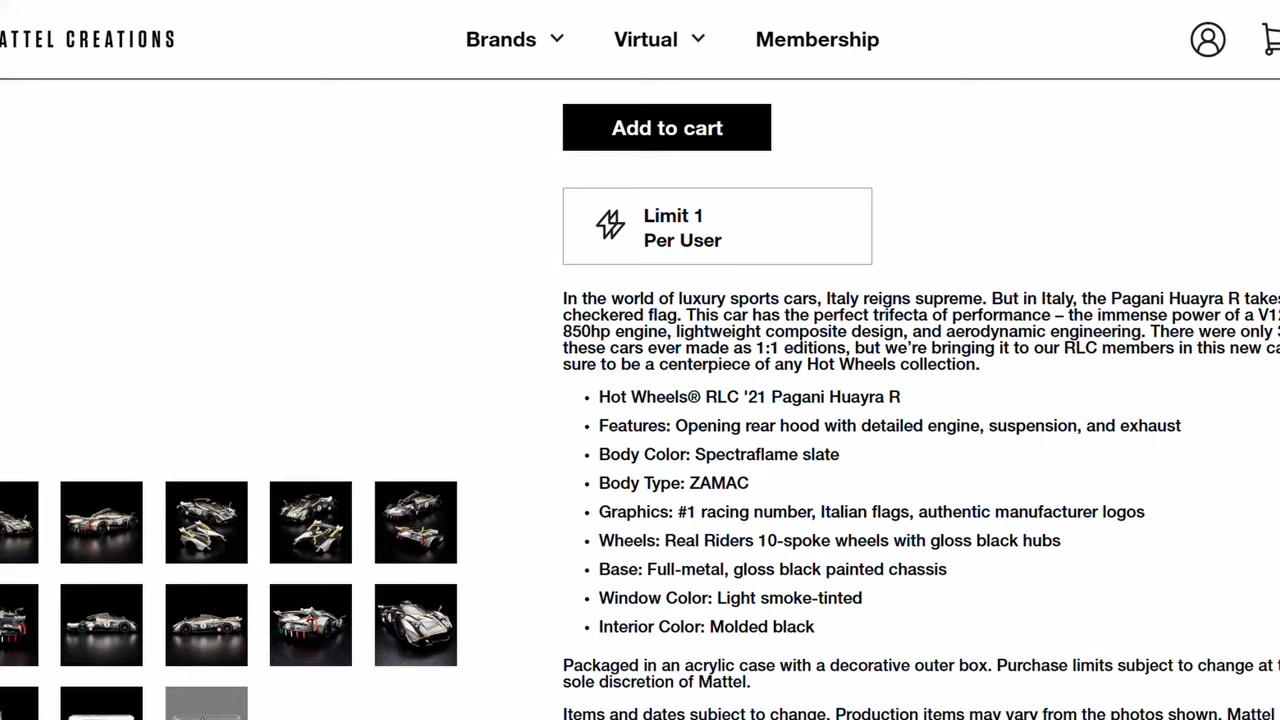 ATTEL CREATIONS
Brands
Virtual
Membership
Add to cart
Limit 1
Per User
In the world of luxury sports cars, Italy reigns supreme. But in Italy, the Pagani Huayra R take
checkered flag. This car has the perfect trifecta of performance – the immense power of a V1
850hp engine, lightweight composite design, and aerodynamic engineering. There were only
these cars ever made as 1:1 editions, but we're bringing it to our RLC members in this new
sure to be a centerpiece of any Hot Wheels collection.
• Hot Wheels® RLC '21 Pagani Huayra R
• Features: Opening rear hood with detailed engine, suspension, and exhaust
• Body Color: Spectraflame slate
• Body Type: ZAMAC
• Graphics: #1 racing number, Italian flags, authentic manufacturer logos
• Wheels: Real Riders 10-spoke wheels with gloss black hubs
• Base: Full-metal, gloss black painted chassis
• Window Color: Light smoke-tinted
• Interior Color: Molded black
Packaged in an acrylic case with a decorative outer box. Purchase limits subject to change at
sole discretion of Mattel.
Items and dates subject to change. Production items may vary from the photos shown. Mattel